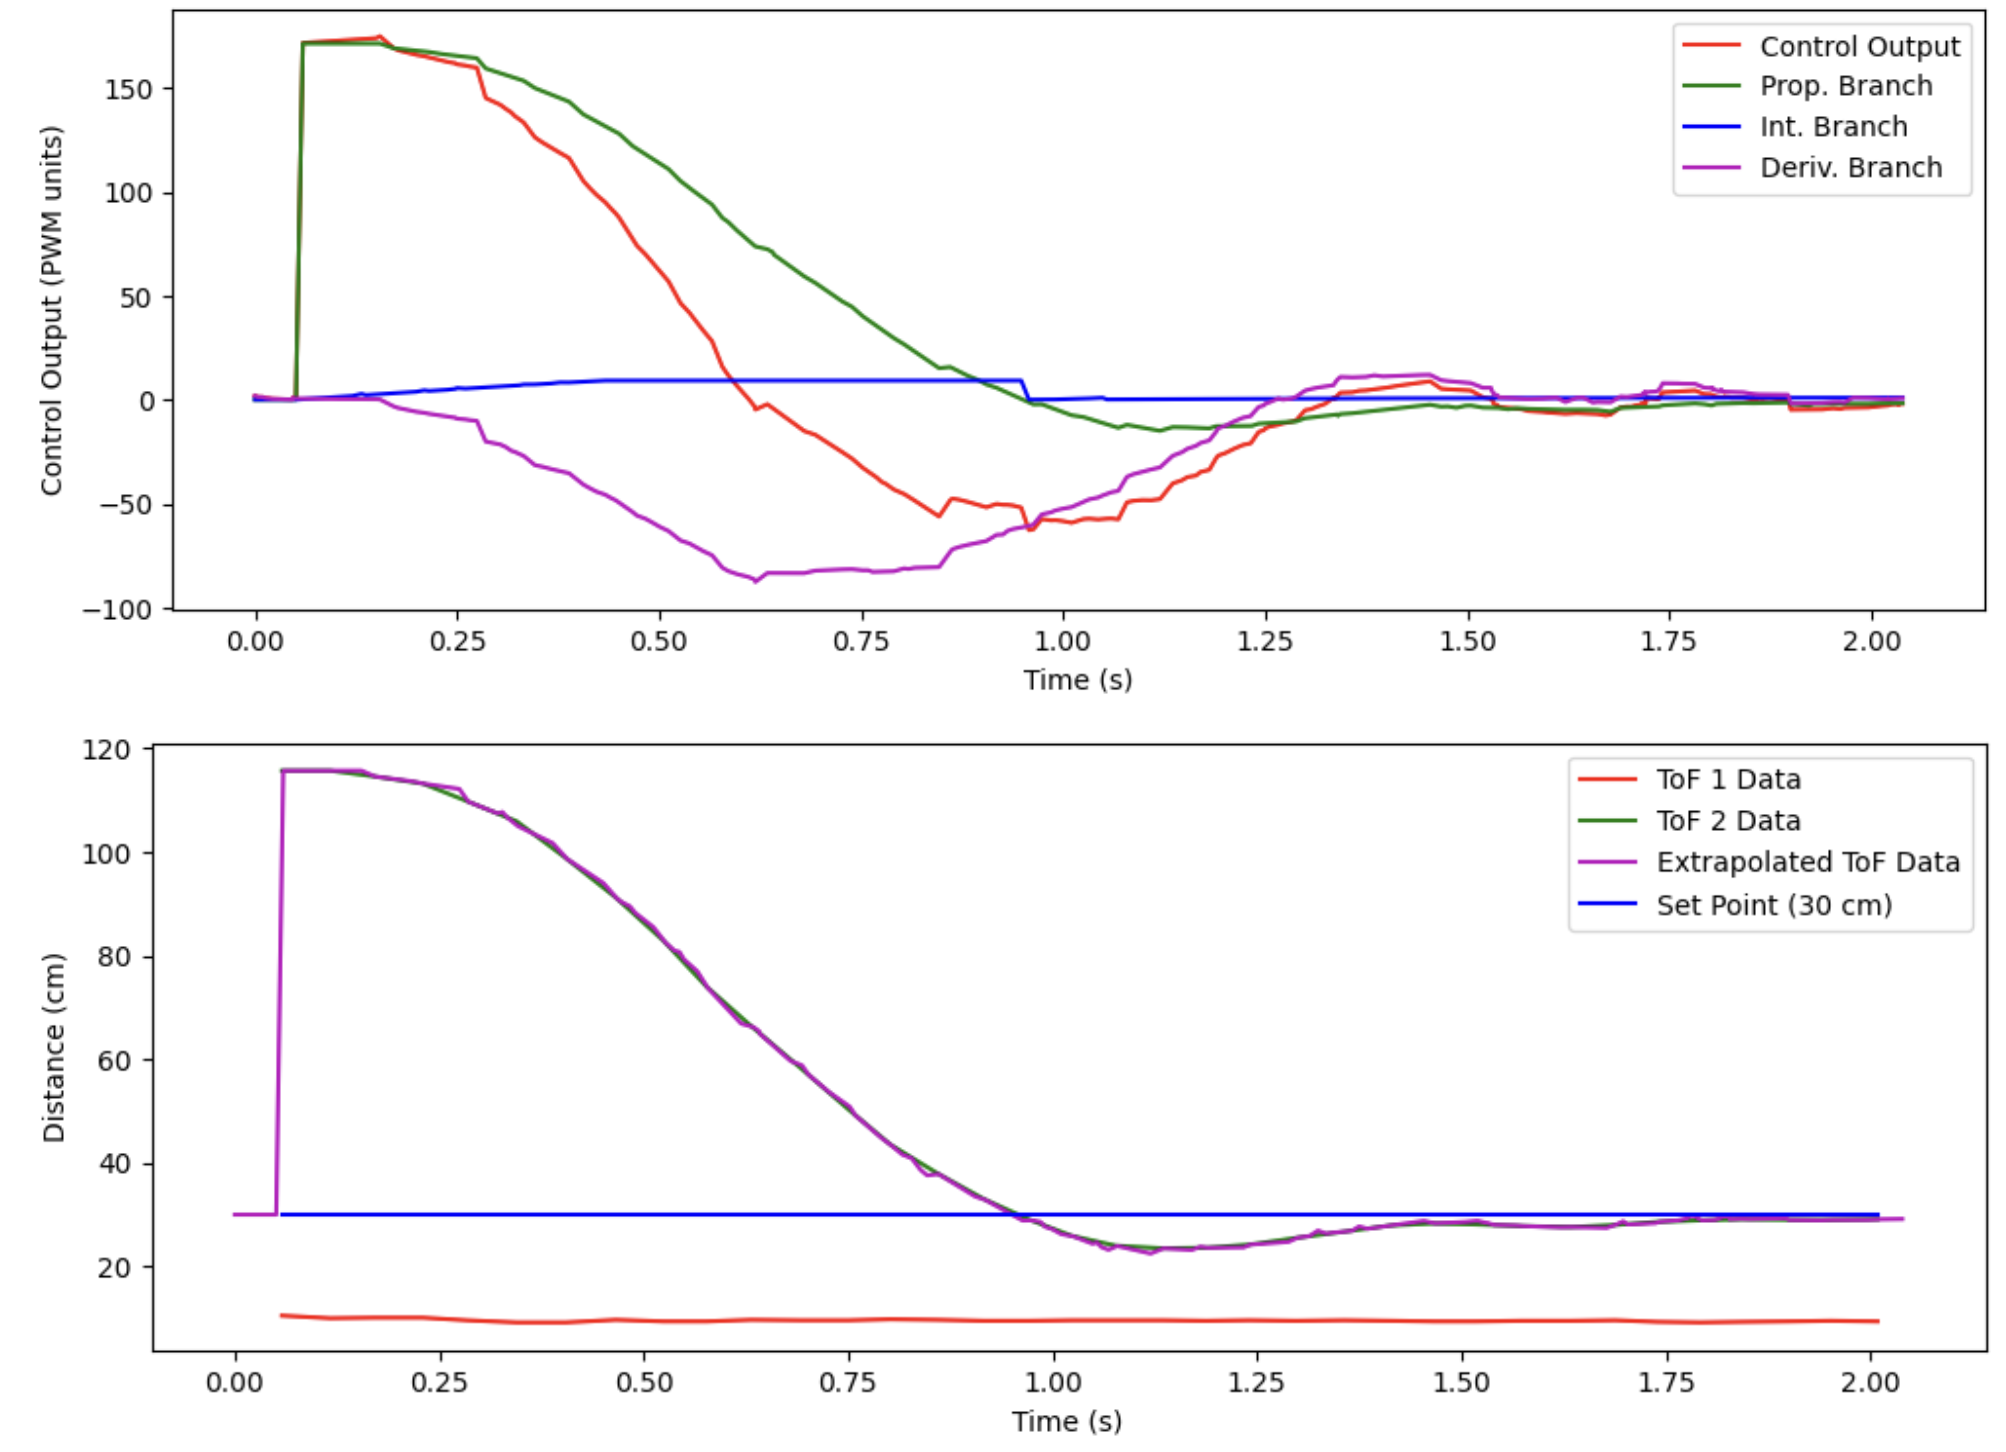 Control Output (PWM units)
150
100
50
0
−50
−100
Control Output
Prop. Branch
Int. Branch
Deriv. Branch
0.00 0.25 0.50 0.75 1.00 1.25 1.50 1.75 2.00
Time (s)
Distance (cm)
120
100
80
60
40
20
ToF 1 Data
ToF 2 Data
Extrapolated ToF Data
Set Point (30 cm)
0.00 0.25 0.50 0.75 1.00 1.25 1.50 1.75 2.00
Time (s)